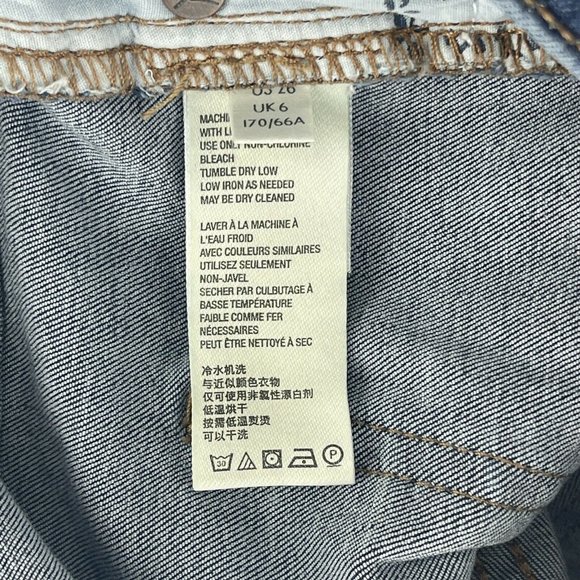 US 26
UK 6
170/66A
MACHI
WITH LI
USE ONLY NON-CHLORINE
BLEACH
TUMBLE DRY LOW
LOW IRON AS NEEDED
MAY BE DRY CLEANED
LAVER À LA MACHINE À
L'EAU FROID
AVEC COULEURS SIMILAIRES
UTILISEZ SEULEMENT
NON-JAVEL
SECHER PAR CULBUTAGE À
BASSE TEMPÉRATURE
FAIBLE COMME FER
NÉCESSAIRES
PEUT ÊTRE NETTOYÉ À SEC
冷水机洗
与近似颜色衣物
仅可使用非氯性漂白剂
低温烘干
按需低温熨烫
可以干洗
30 P